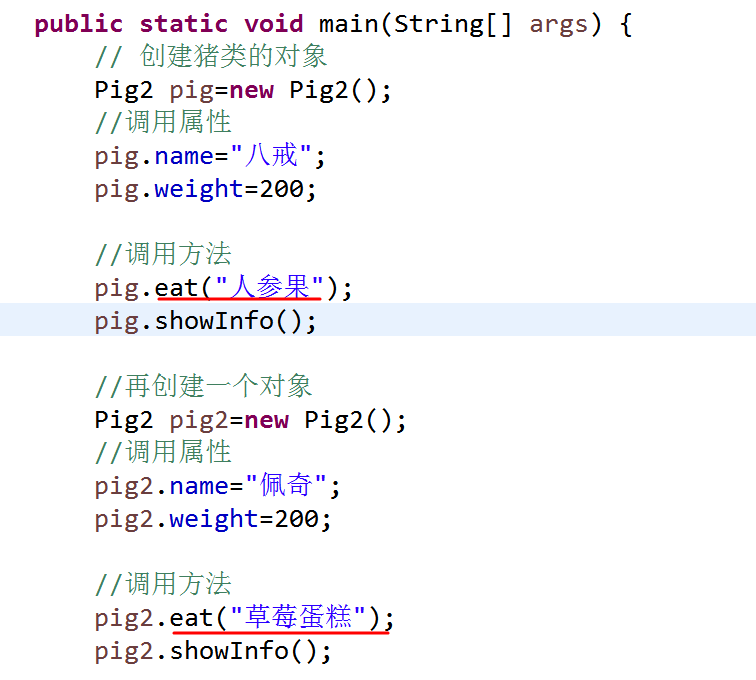 public static void main(String[] args) {
// 创建猪类的对象
Pig2 pig=new Pig2();
//调用属性
pig.name="八戒";
pig.weight=200;
//调用方法
pig.eat("人参果");
pig.showInfo();
//再创建一个对象
Pig2 pig2=new Pig2();
//调用属性
pig2.name="佩奇";
pig2.weight=200;
//调用方法
pig2.eat("草莓蛋糕");
pig2.showInfo();